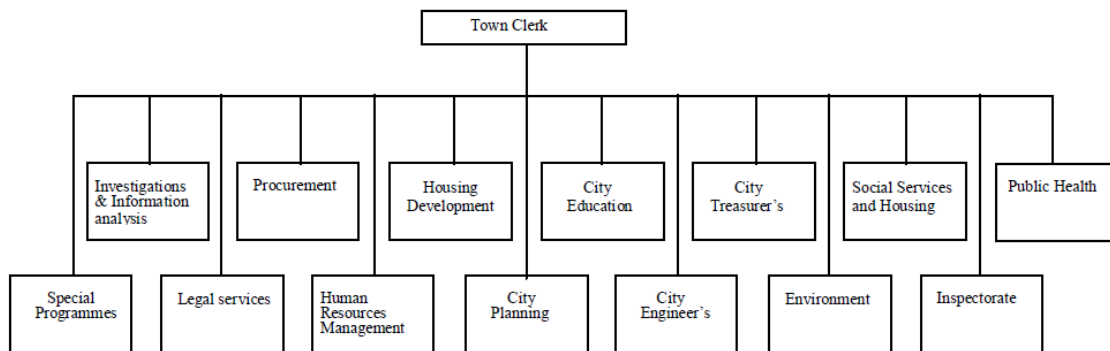 Town Clerk
Investigations
& Information
analysis
Procurement
Housing
Development
City
Education
City
Treasurer's
Social Services
and Housing
Public Health
Special
Programmes
Legal services
Human
Resources
Management
City
Planning
City
Engineer's
Environment
Inspectorate